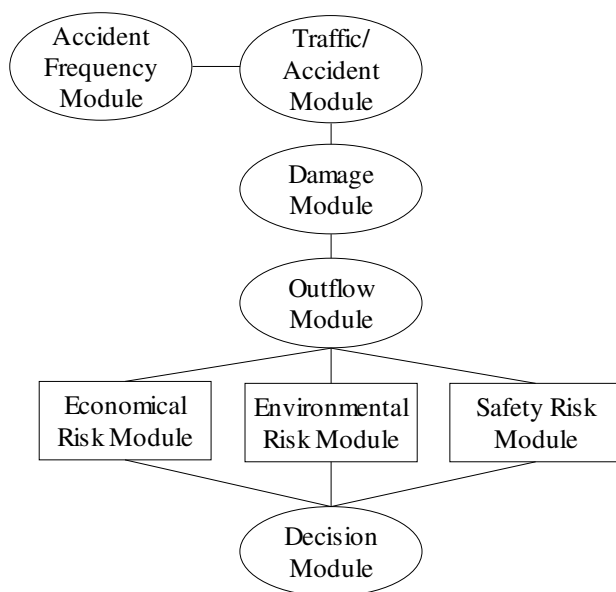 Accident
Frequency
Module
Traffic/
Accident
Module
Damage
Module
Outflow
Module
Economical
Risk Module
Environmental
Risk Module
Safety Risk
Module
Decision
Module